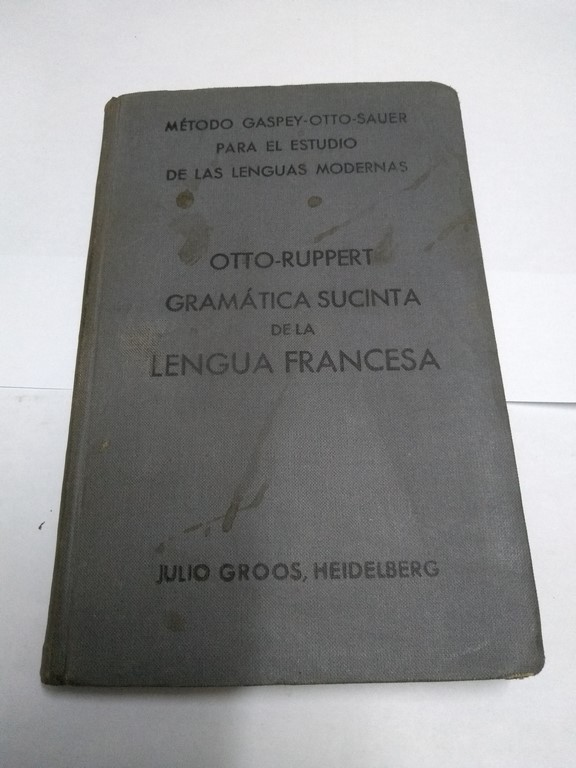 MÉTODO GASPEY-OTTO-SAUER
PARA EL ESTUDIO
DE LAS LENGUAS MODERNAS
OTTO-RUPPERT
GRAMÁTICA SUCINTA
DE LA
LENGUA FRANCESA
JULIO GROOS, HEIDELBERG